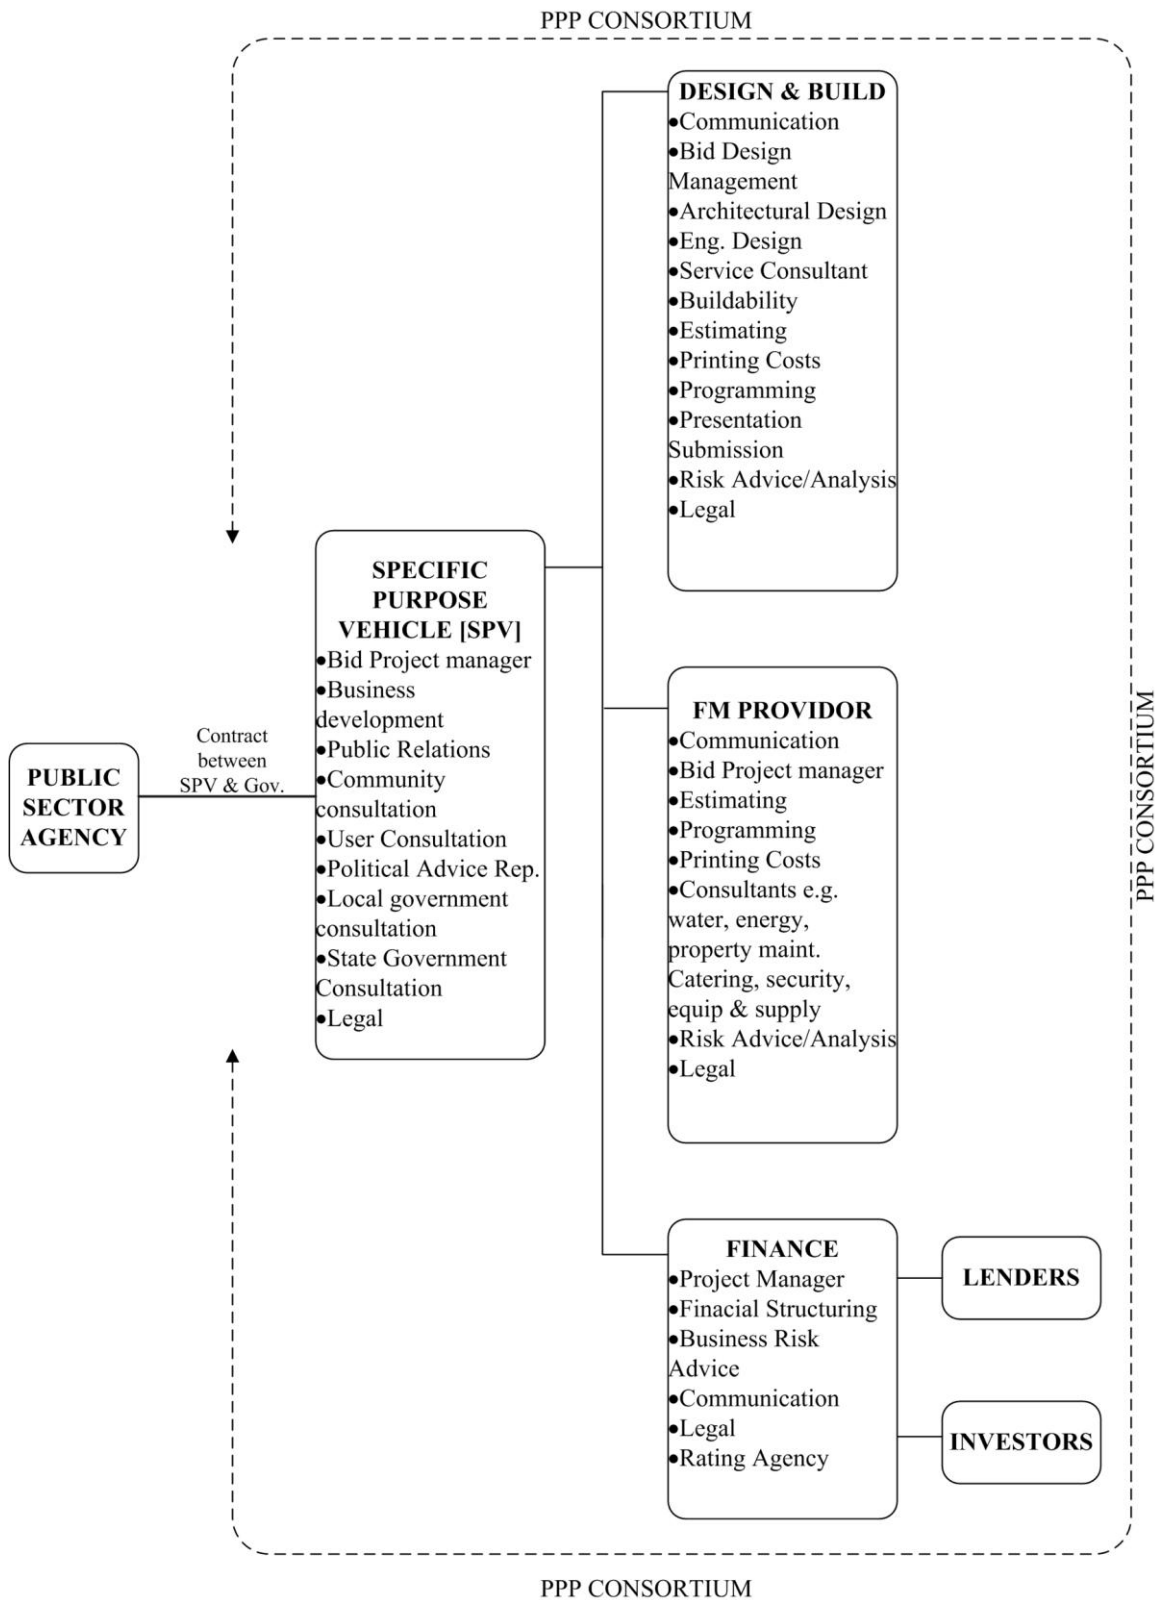 PPP CONSORTIUM
DESIGN & BUILD
•Communication
•Bid Design
Management
•Architectural Design
•Eng. Design
•Service Consultant
•Buildability
•Estimating
•Printing Costs
•Programming
•Presentation
Submission
•Risk Advice/Analysis
•Legal
SPECIFIC
PURPOSE
VEHICLE [SPV]
•Bid Project manager
•Business
development
•Public Relations
•Community
consultation
•User Consultation
•Political Advice Rep.
•Local government
consultation
•State Government
Consultation
•Legal
Contract
between
SPV & Gov.
PUBLIC
SECTOR
AGENCY
FM PROVIDOR
•Communication
•Bid Project manager
•Estimating
•Programming
•Printing Costs
•Consultants e.g.
water, energy,
property maint.
Catering, security,
equip & supply
•Risk Advice/Analysis
•Legal
PPP CONSORTIUM
FINANCE
•Project Manager
•Finacial Structuring
•Business Risk
Advice
•Communication
•Legal
•Rating Agency
LENDERS
INVESTORS
PPP CONSORTIUM